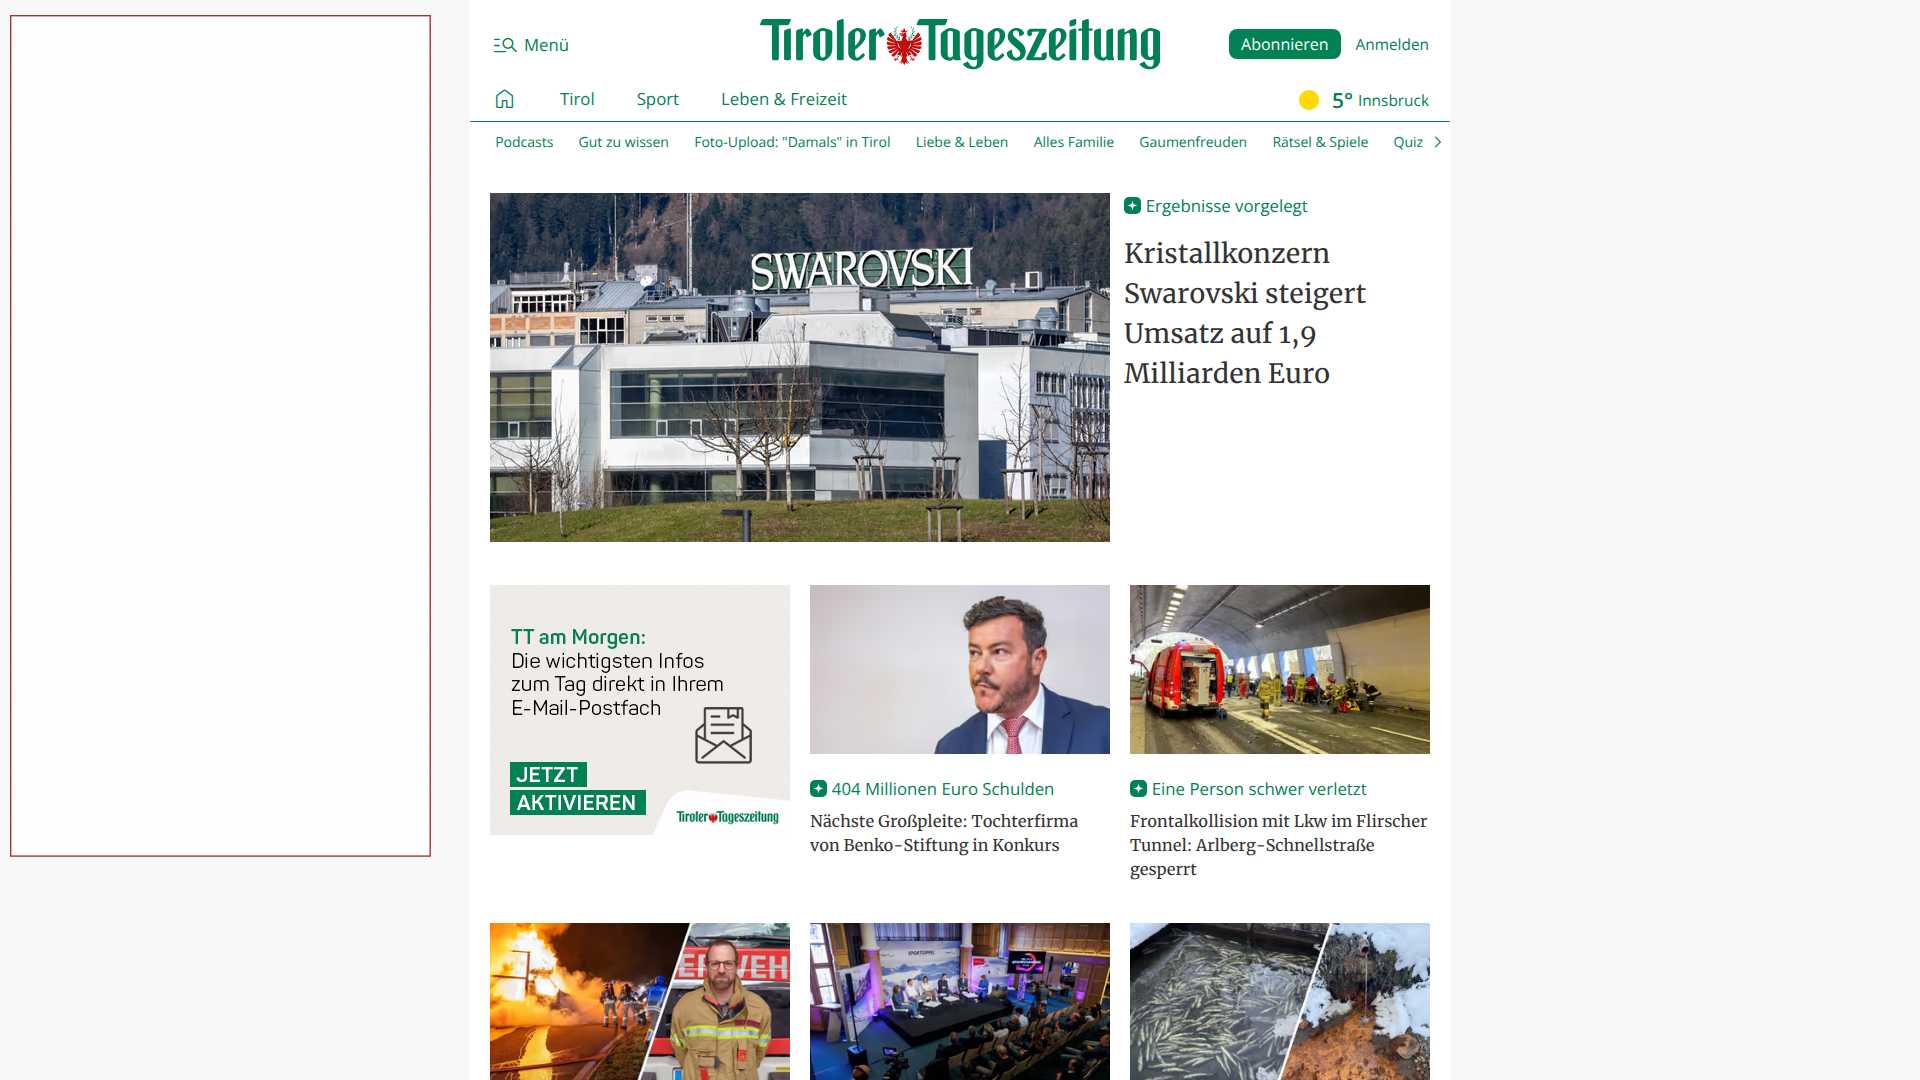 Menü
Tiroler Tageszeitung
Abonnieren
Anmelden
Tirol
Sport
Leben & Freizeit
5° Innsbruck
Podcasts
Gut zu wissen
Foto-Upload: "Damals" in Tirol
Liebe & Leben
Alles Familie
Gaumenfreuden
Rätsel & Spiele
Quiz
SWAROVSKI
Ergebnisse vorgelegt
Kristallkonzern
Swarovski steigert
Umsatz auf 1,9
Milliarden Euro
TT am Morgen:
Die wichtigsten Infos
zum Tag direkt in Ihrem
E-Mail-Postfach
JETZT
AKTIVIEREN
Tiroler Tageszeitung
404 Millionen Euro Schulden
Nächste Großpleite: Tochterfirma
von Benko-Stiftung in Konkurs
Eine Person schwer verletzt
Frontalkollision mit Lkw im Flirscher
Tunnel: Arlberg-Schnellstraße
gesperrt